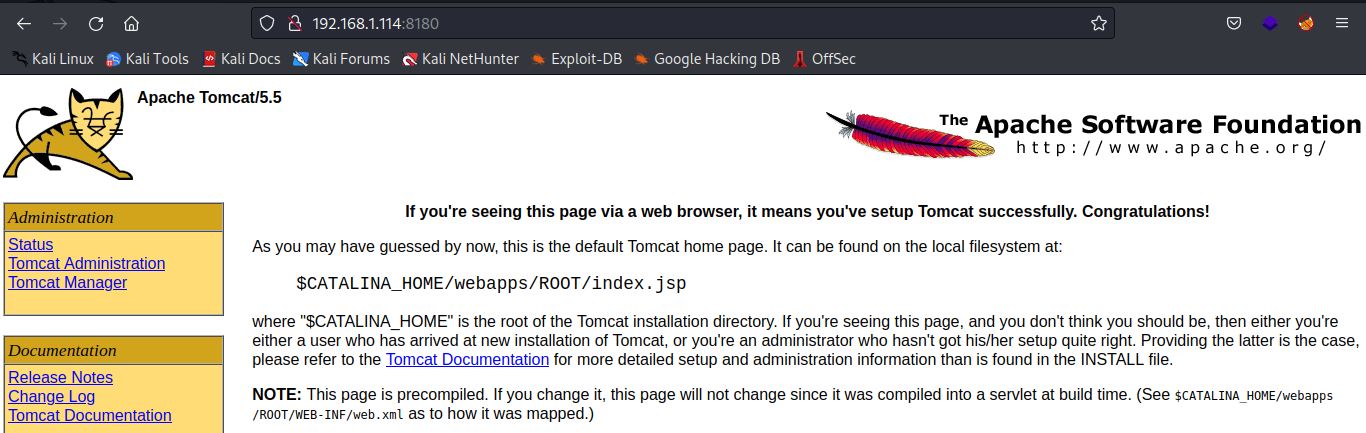 192.168.1.114:8180
Kali Linux Kali Tools Kali Docs Kali Forums Kali NetHunter Exploit-DB Google Hacking DB OffSec
Apache Tomcat/5.5
The Apache Software Foundation
http://www.apache.org/
Administration
Status
Tomcat Administration
Tomcat Manager
Documentation
Release Notes
Change Log
Tomcat Documentation
If you're seeing this page via a web browser, it means you've setup Tomcat successfully. Congratulations!
As you may have guessed by now, this is the default Tomcat home page. It can be found on the local filesystem at:
$CATALINA_HOME/webapps/ROOT/index.jsp
where "$CATALINA_HOME" is the root of the Tomcat installation directory. If you're seeing this page, and you don't think you should be, then either you're
either a user who has arrived at new installation of Tomcat, or you're an administrator who hasn't got his/her setup quite right. Providing the latter is the case,
please refer to the Tomcat Documentation for more detailed setup and administration information than is found in the INSTALL file.
NOTE: This page is precompiled. If you change it, this page will not change since it was compiled into a servlet at build time. (See $CATALINA_HOME/webapps
/ROOT/WEB-INF/web.xml as to how it was mapped.)